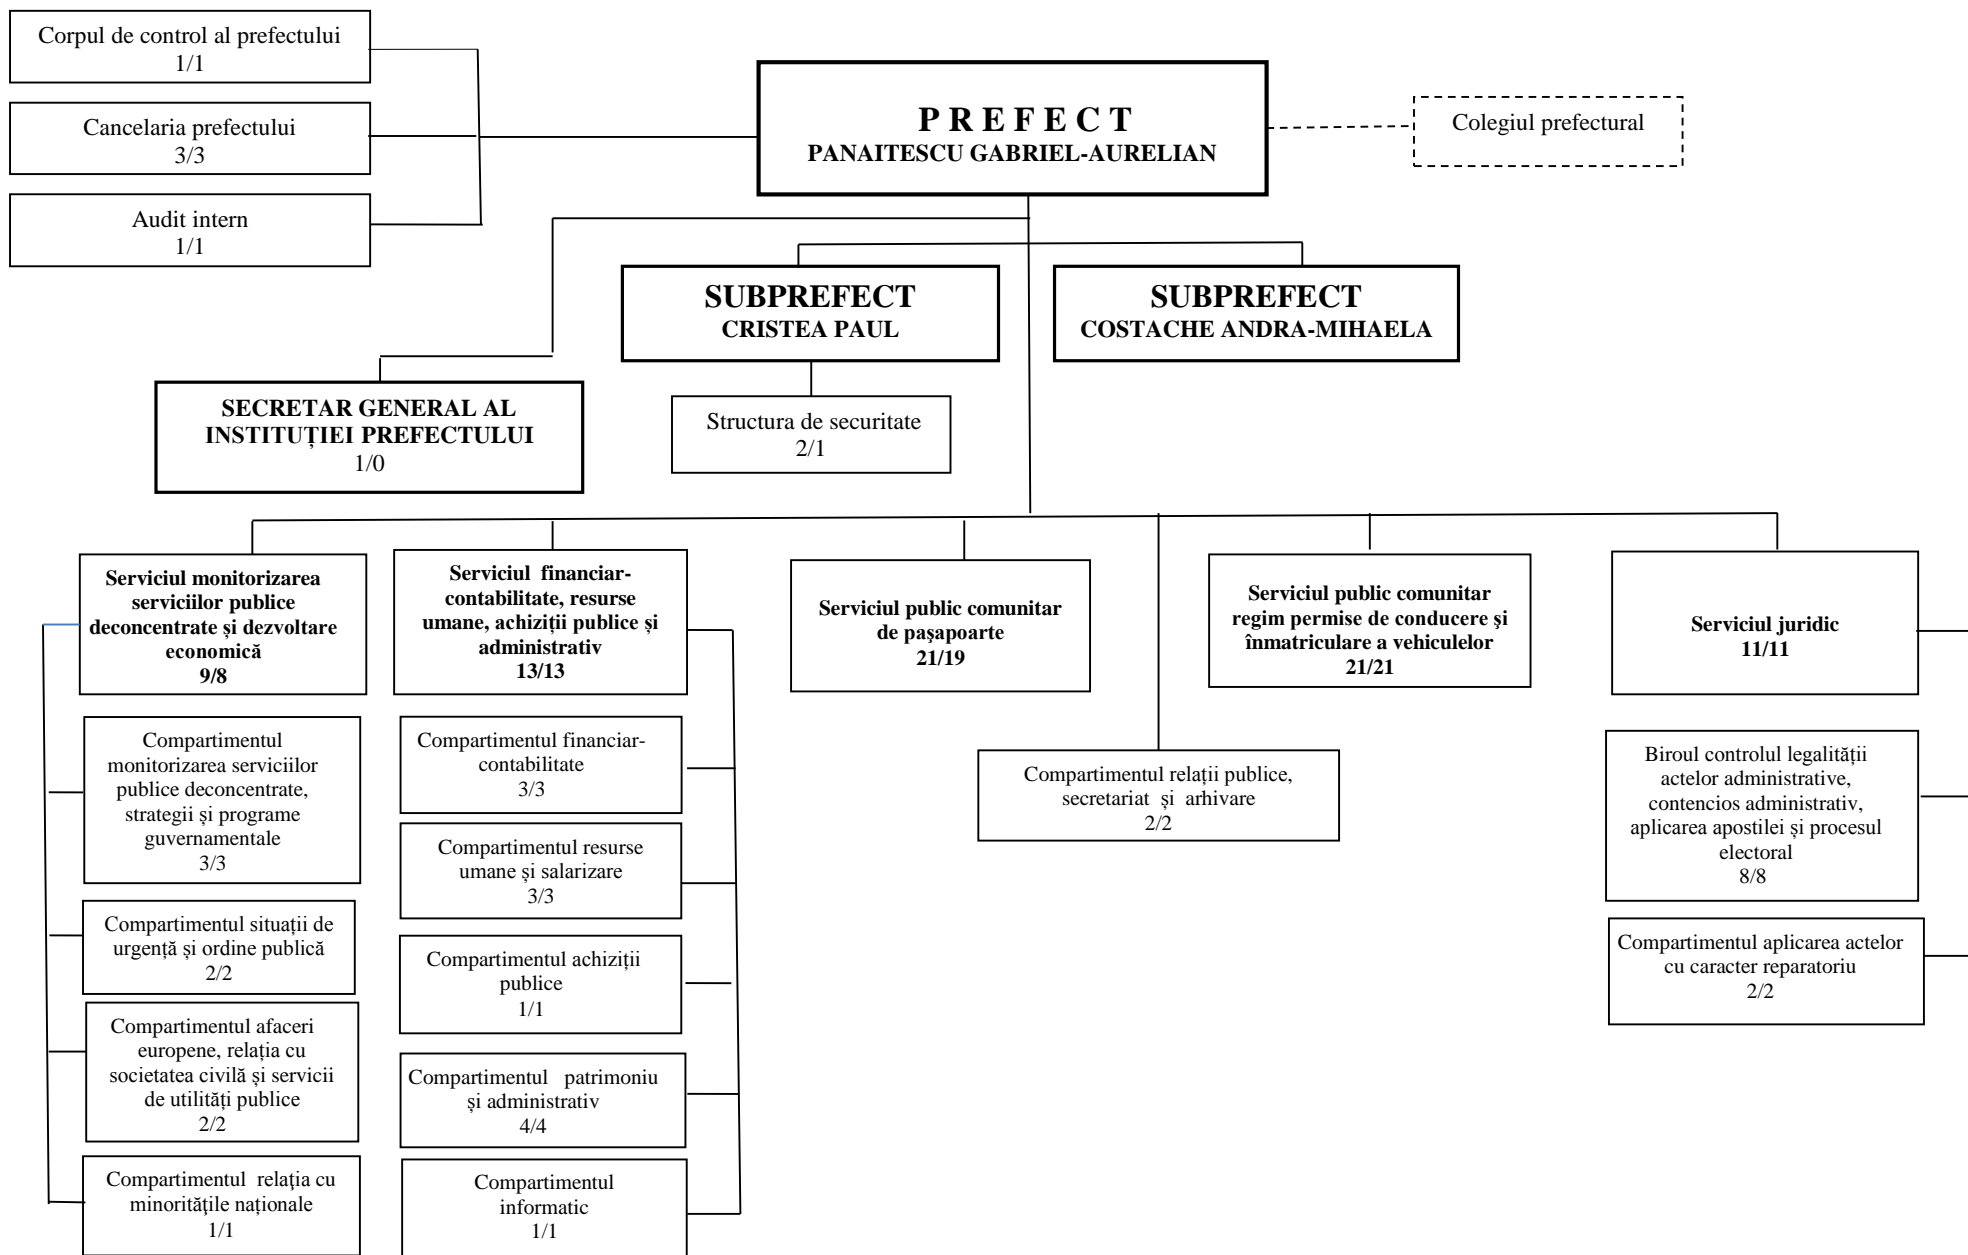 Corpul de control al prefectului
1/1
Cancelaria prefectului
3/3
Audit intern
1/1
P R E F E C T
PANAITESCU GABRIEL-AURELIAN
Colegiul prefectural
SUBPREFECT
CRISTEA PAUL
SUBPREFECT
COSTACHE ANDRA-MIHAELA
SECRETAR GENERAL AL
INSTITUȚIEI PREFECTULUI
1/0
Structura de securitate
2/1
Serviciul monitorizarea
serviciilor publice
deconcentrate și dezvoltare
economică
9/8
Serviciul financiar-
contabilitate, resurse
umane, achiziții publice și
administrativ
13/13
Serviciul public comunitar
de paşapoarte
21/19
Serviciul public comunitar
regim permise de conducere şi
înmatriculare a vehiculelor
21/21
Serviciul juridic
11/11
Compartimentul
monitorizarea serviciilor
publice deconcentrate,
strategii și programe
guvernamentale
3/3
Compartimentul situații de
urgență și ordine publică
2/2
Compartimentul afaceri
europene, relația cu
societatea civilă și servicii
de utilități publice
2/2
Compartimentul relația cu
minorităţile naționale
1/1
Compartimentul financiar-
contabilitate
3/3
Compartimentul resurse
umane și salarizare
3/3
Compartimentul achiziții
publice
1/1
Compartimentul patrimoniu
și administrativ
4/4
Compartimentul
informatic
1/1
Compartimentul relații publice,
secretariat și arhivare
2/2
Biroul controlul legalității
actelor administrative,
contencios administrativ,
aplicarea apostilei și procesul
electoral
8/8
Compartimentul aplicarea actelor
cu caracter reparatoriu
2/2